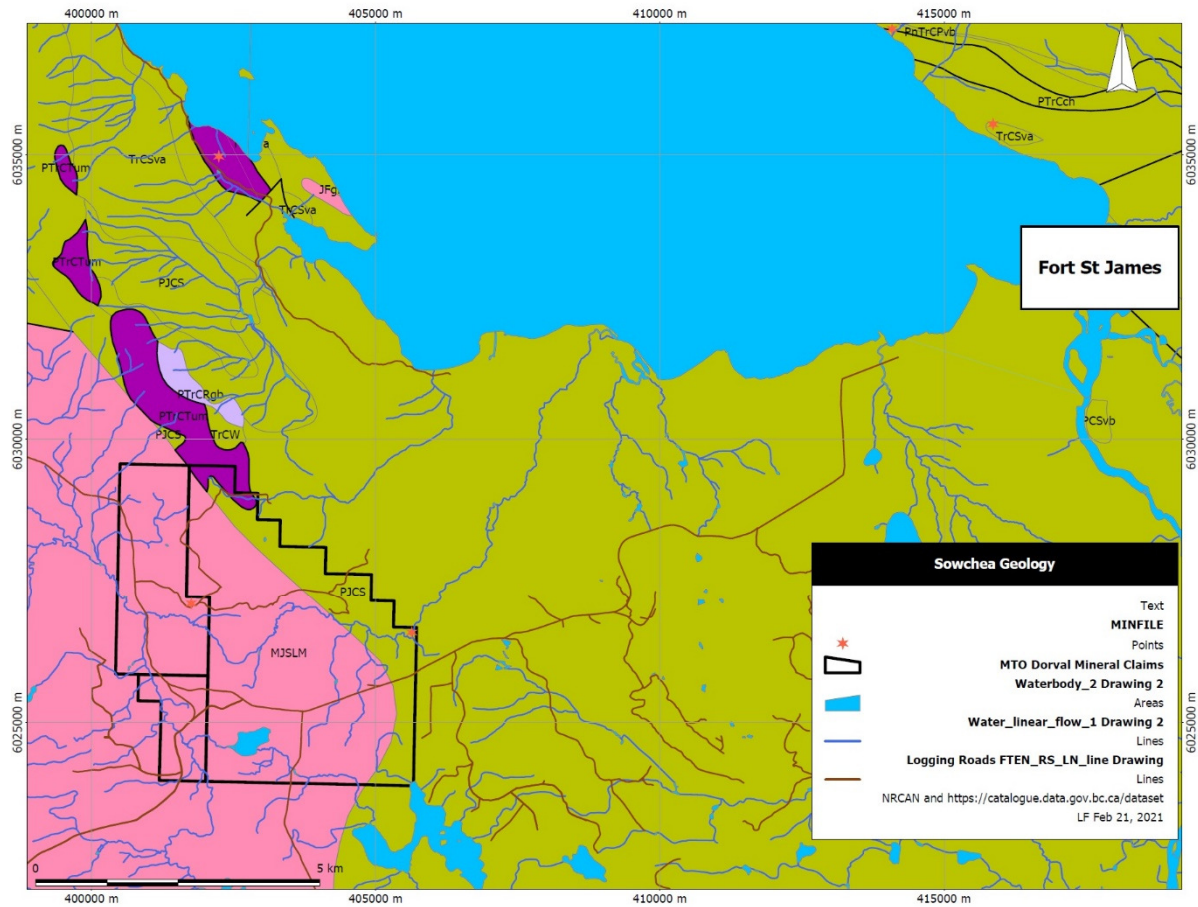 400000 m
405000 m
410000 m
415000 m
PnTrCPvb
PTrCch
TrCSva
6035000 m
PTrCTum
TrCSva
a
JFg
TrCSva
6035000 m
PTrCTum
PJCS
Fort St James
PTrCRgb
PTrCTum
PJCS
TrCW
PCSvb
6030000 m
6030000 m
PJCS
MJSLM
6025000 m
6025000 m
Sowchea Geology
Text
MINFILE
Points
MTO Dorval Mineral Claims
Waterbody_2 Drawing 2
Areas
Water_linear_flow_1 Drawing 2
Lines
Logging Roads FTEN_RS_LN_line Drawing
Lines
NRCAN and https://catalogue.data.gov.bc.ca/dataset
LF Feb 21, 2021
0
5 km
400000 m
405000 m
410000 m
415000 m